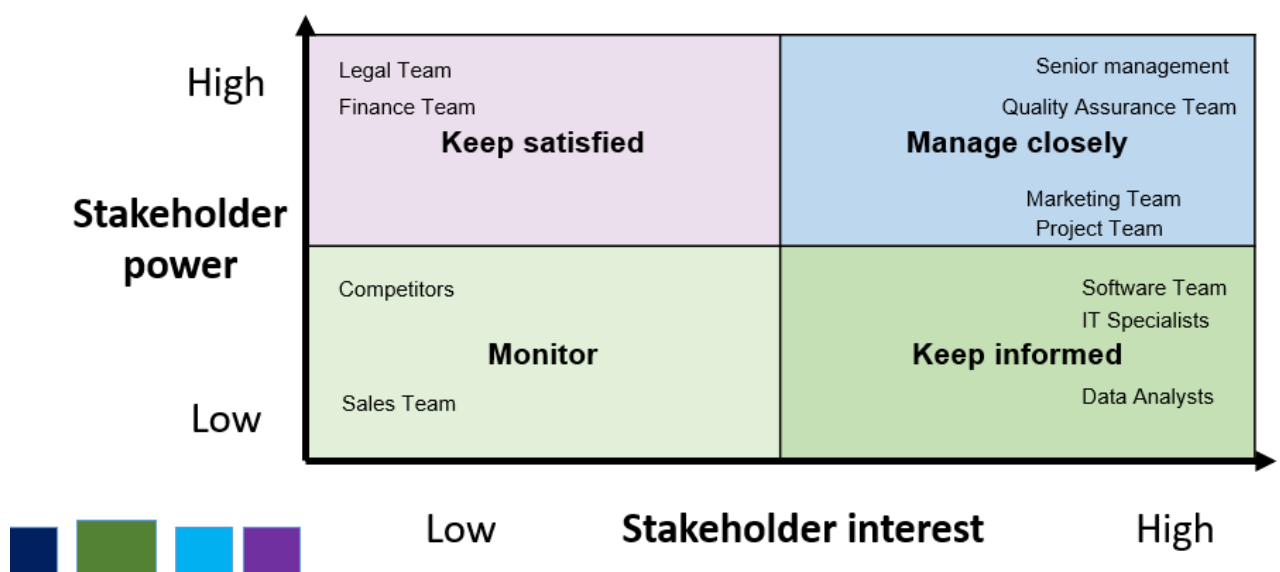 High
Legal Team
Finance Team
Keep satisfied
Senior management
Quality Assurance Team
Manage closely
Marketing Team
Project Team
Stakeholder
power
Competitors
Monitor
Sales Team
Software Team
IT Specialists
Keep informed
Data Analysts
Low
Low
Stakeholder interest
High